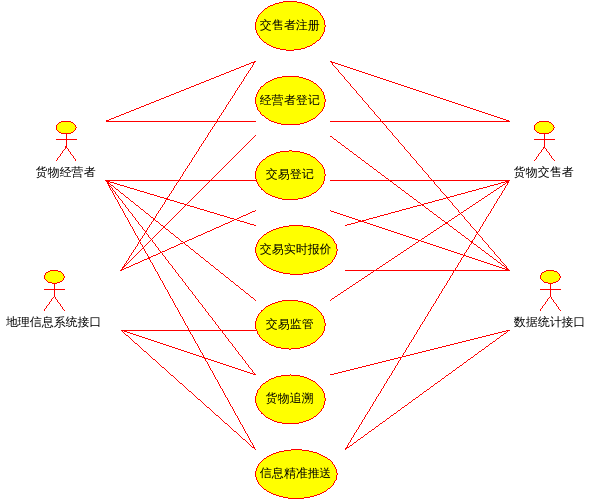 交售者注册
经营者登记
货物经营者
货物交售者
交易登记
交易实时报价
地理信息系统接口
交易监管
数据统计接口
货物追溯
信息精准推送